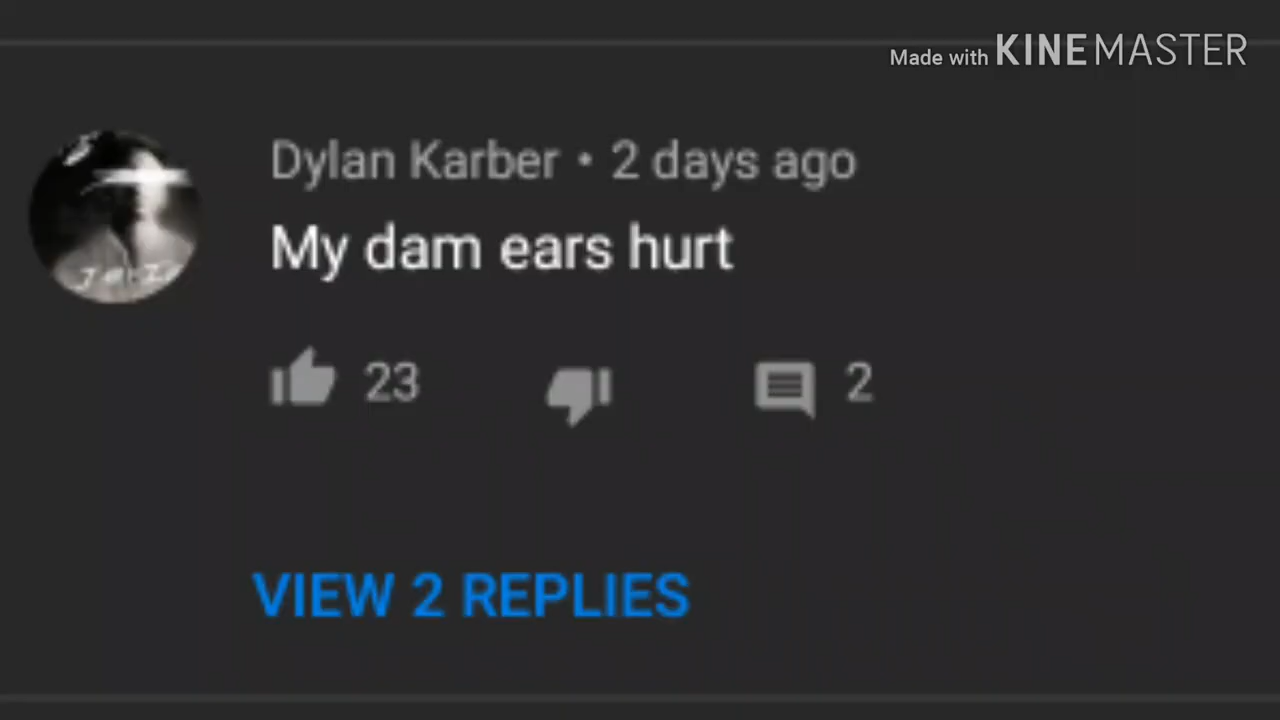 Made with KINEMASTER
Dylan Karber • 2 days ago
My dam ears hurt
23
2
VIEW 2 REPLIES